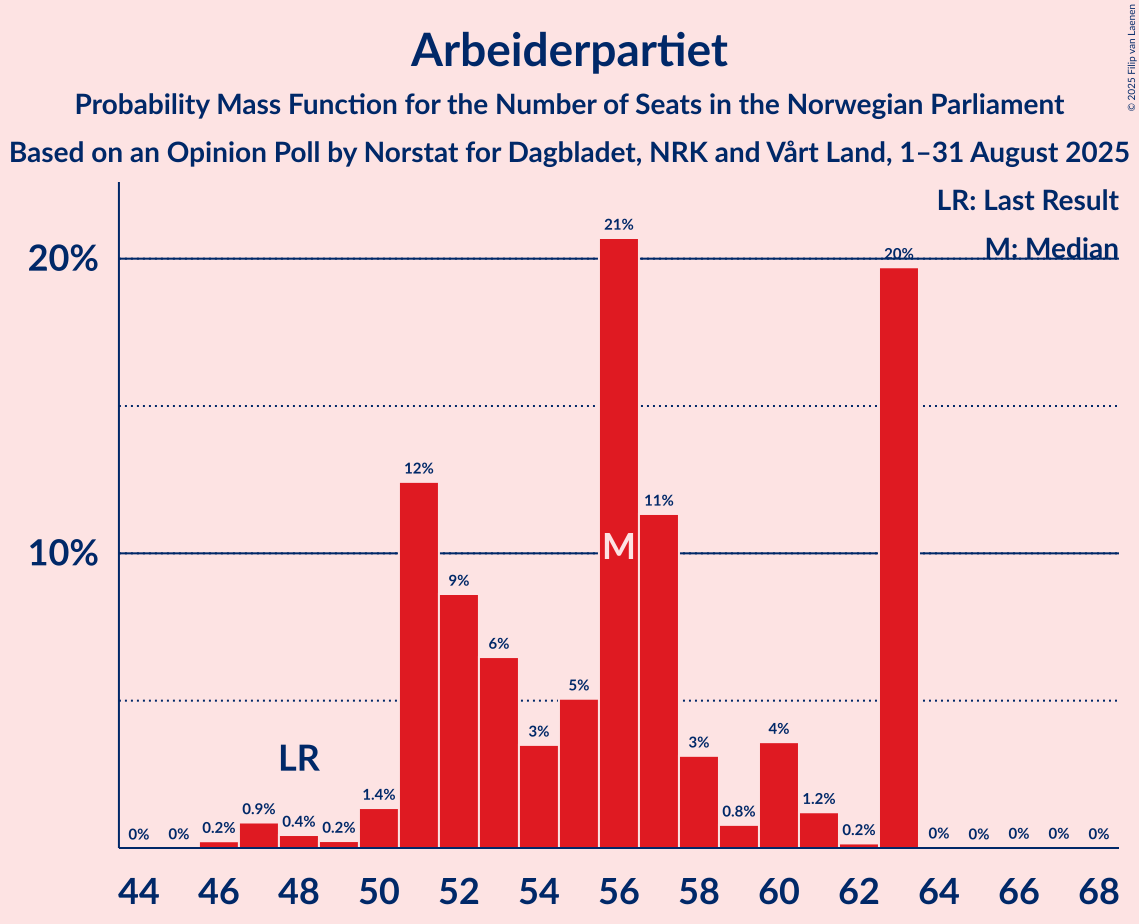 Arbeiderpartiet
Probability Mass Function for the Number of Seats in the Norwegian Parliament
Based on an Opinion Poll by Norstat for Dagbladet, NRK and Vårt Land, 1–31 August 2025
© 2025 Filip van Laenen
LR: Last Result
M: Median
20%
10%
0% 0% 0.2% 0.9% 0.4% 0.2% 1.4% 12% 9% 6% 3% 5% 21% 11% 3% 0.8% 4% 1.2% 0.2% 20% 0% 0% 0% 0% 0%
LR
M
44 46 48 50 52 54 56 58 60 62 64 66 68